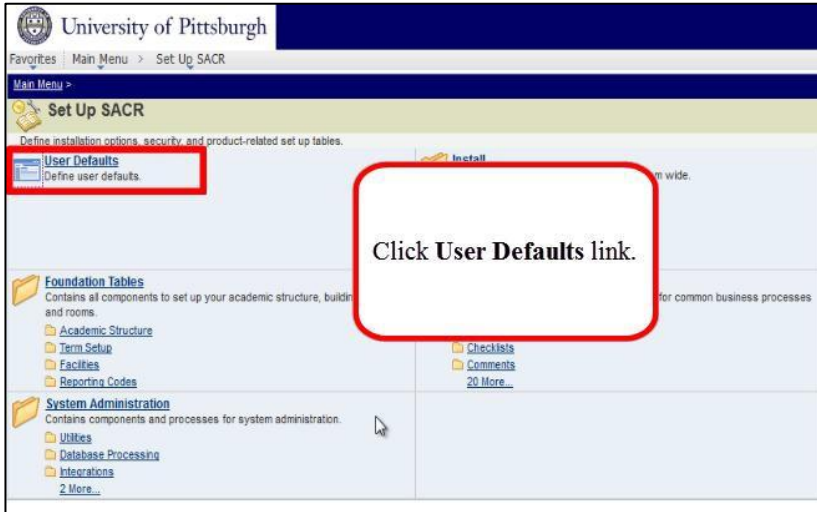 University of Pittsburgh
Favorites Main Menu > Set Up SACR
Main Menu >
Set Up SACR
Define installation options, security, and product-related set up tables.
User Defaults
Define user defaults.
Install
m wide.
Click User Defaults link.
Foundation Tables
Contains all components to set up your academic structure, buildin
and rooms.
Academic Structure
Term Setup
Facilities
Reporting Codes
for common business processes
Checklists
Comments
20 More...
System Administration
Contains components and processes for system administration.
Utilities
Database Processing
Integrations
2 More...